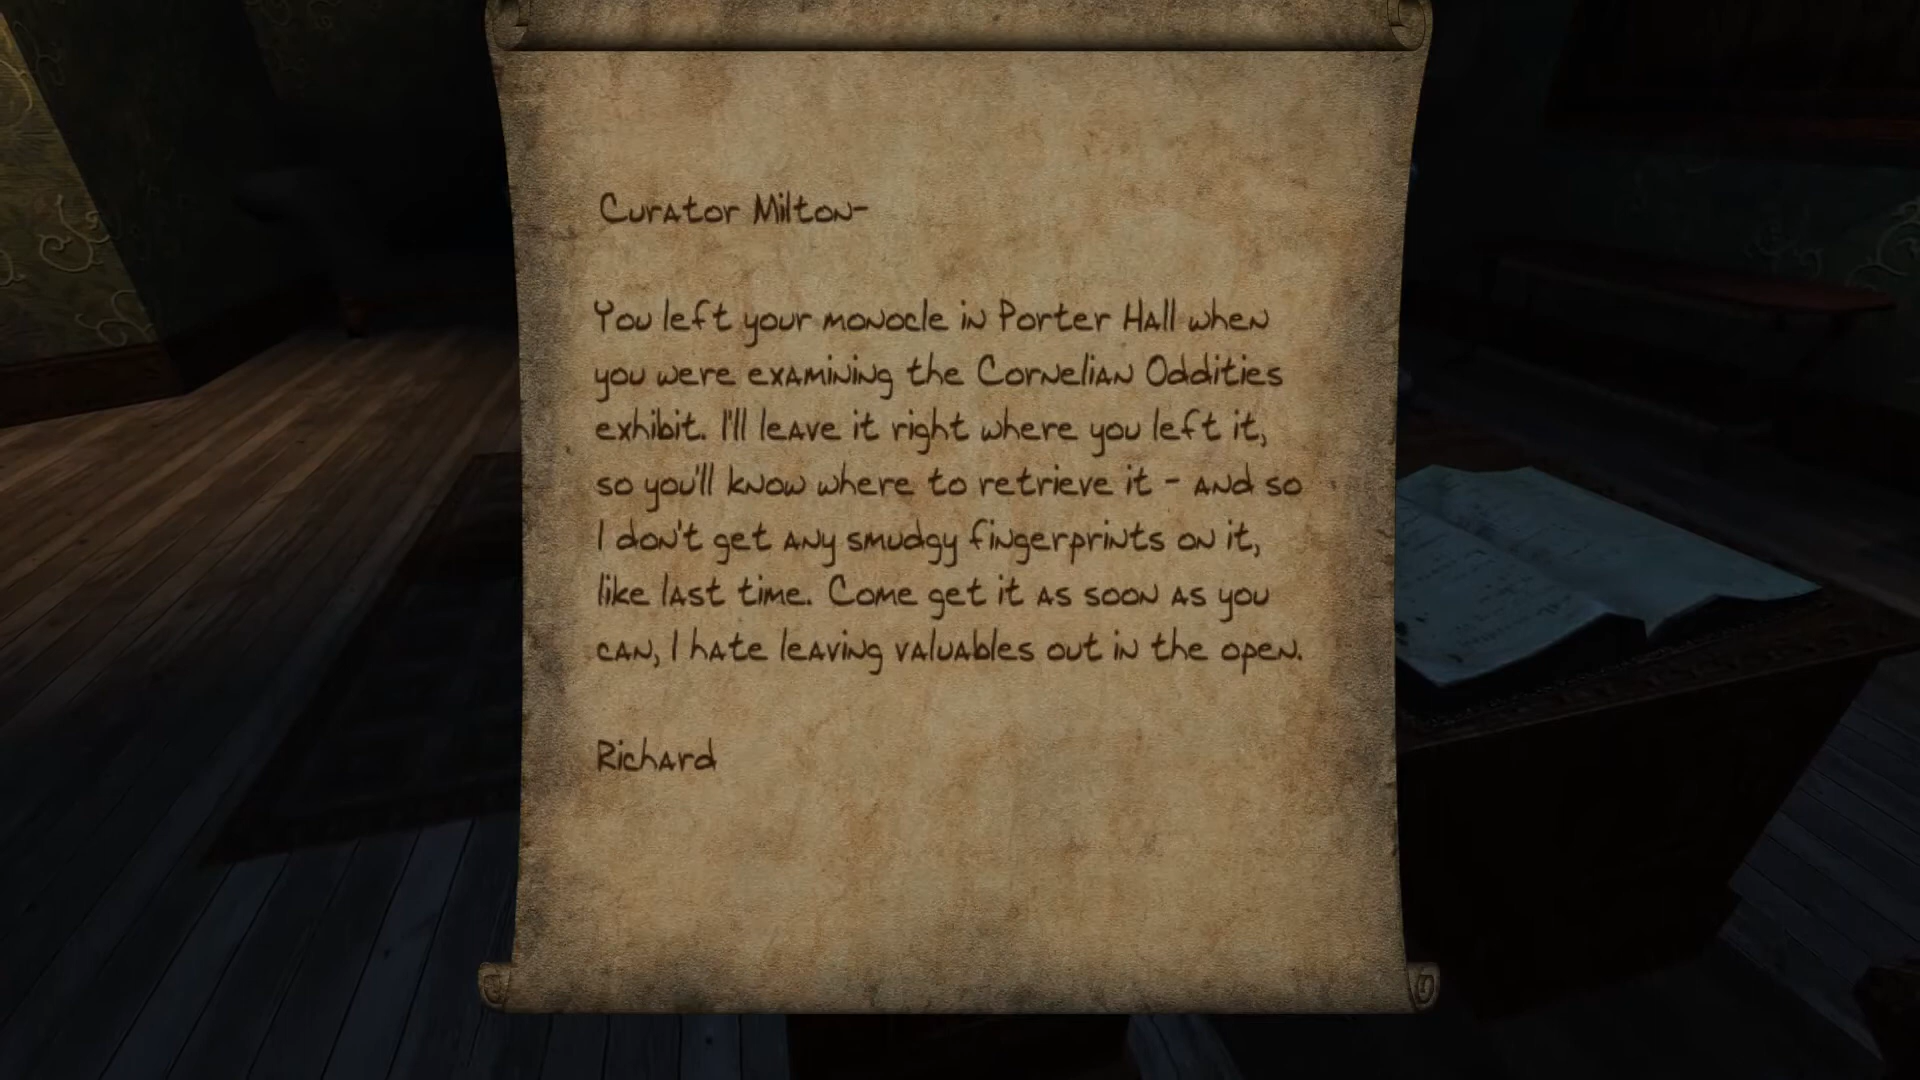 Curator Milton-
You left your monocle in Porter Hall when
you were examining the Cornelian Oddities
exhibit. I'll leave it right where you left it,
so you'll know where to retrieve it - and so
I don't get any smudgy fingerprints on it,
like last time. Come get it as soon as you
can, I hate leaving valuables out in the open.
Richard